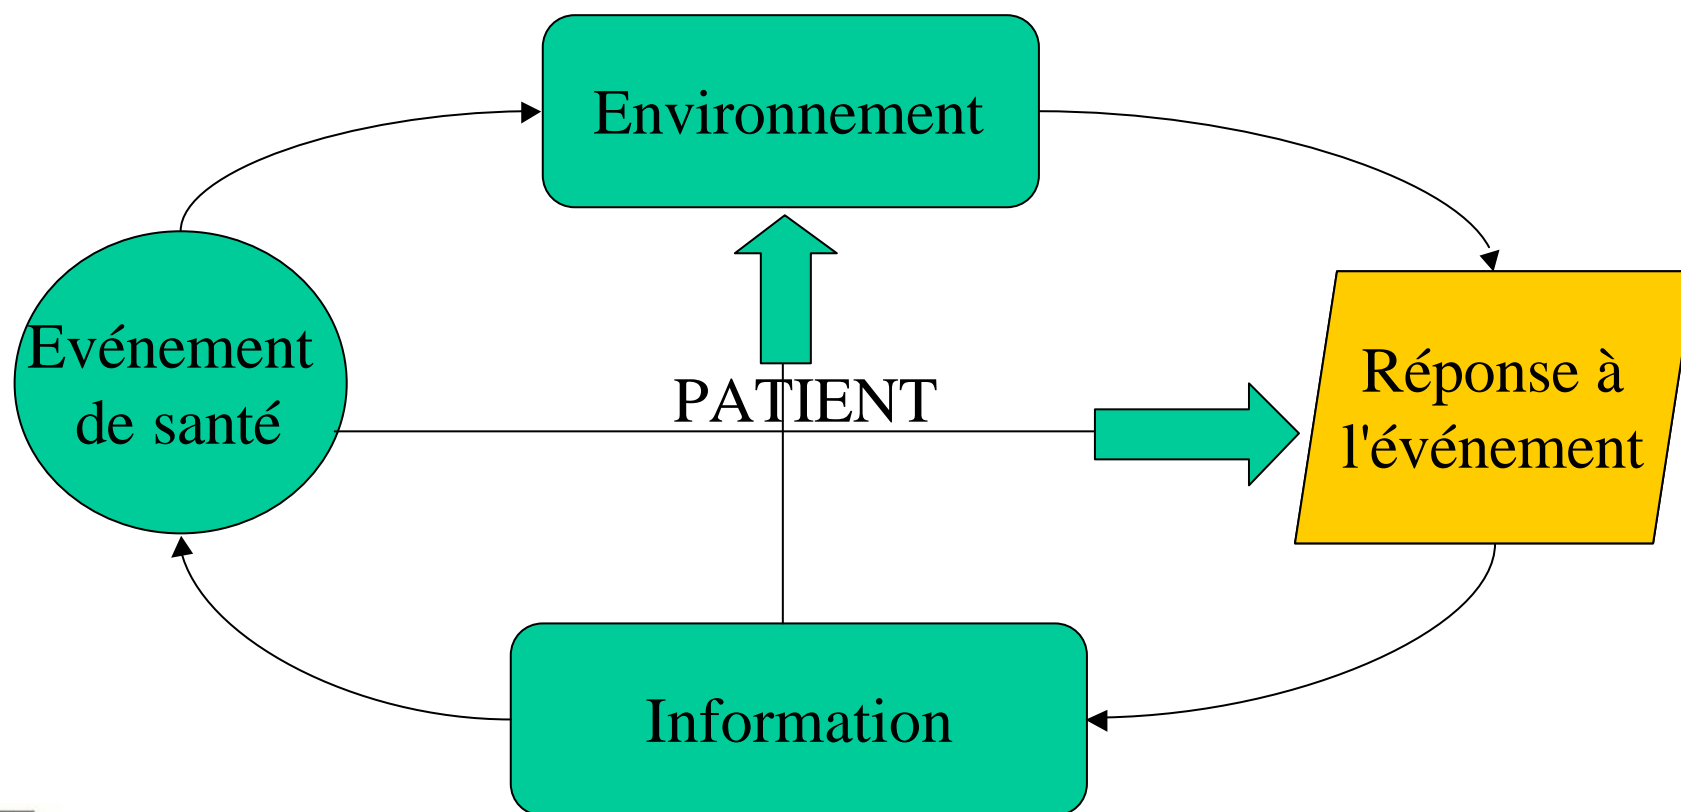 Environnement
Evénement
de santé
PATIENT
Réponse à
l'événement
Information